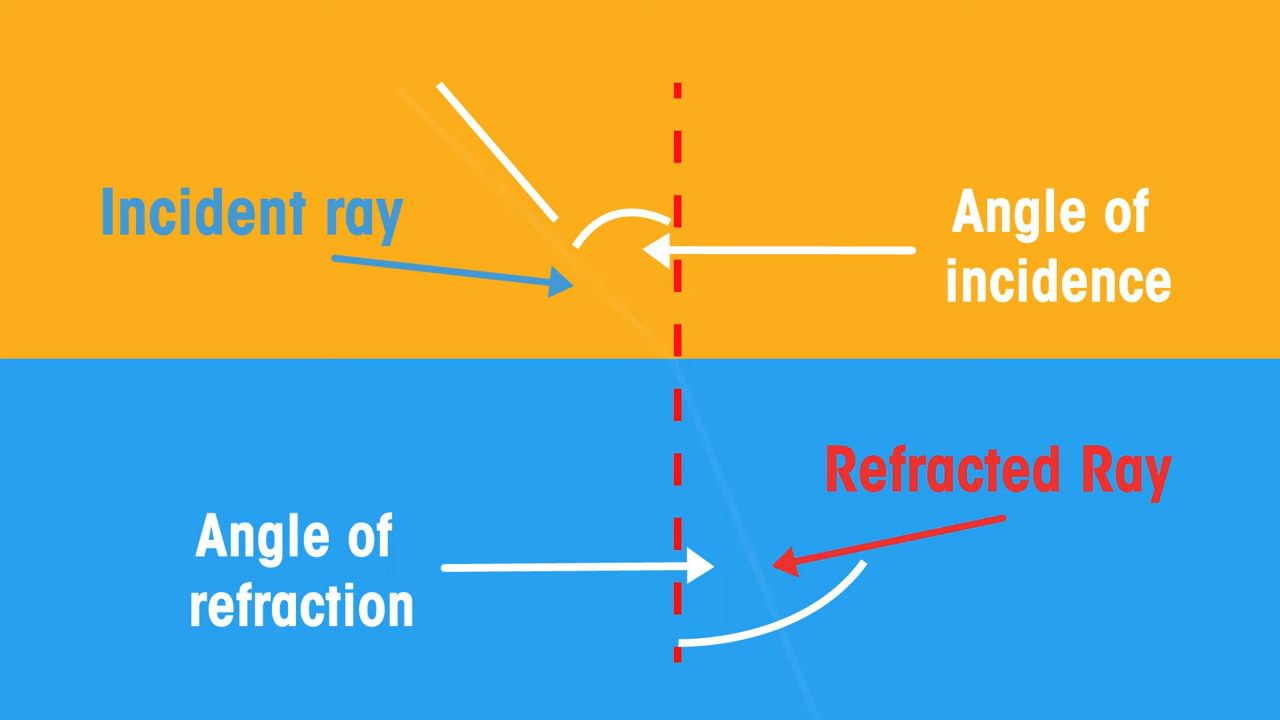 Incident ray
Angle of
incidence
Refracted Ray
Angle of
refraction